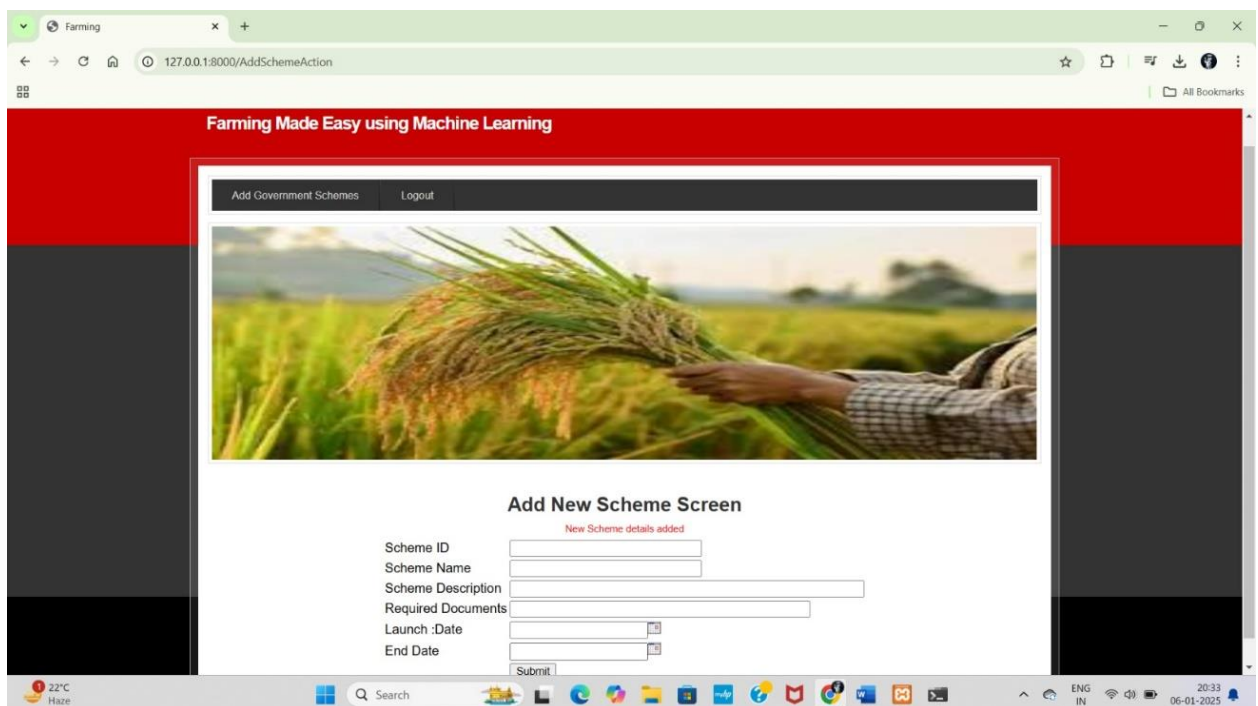 Farming
127.0.0.1:8000/AddSchemeAction
All Bookmarks
Farming Made Easy using Machine Learning
Add Government Schemes Logout
Add New Scheme Screen
New Scheme details added
Scheme ID
Scheme Name
Scheme Description
Required Documents
Launch :Date
End Date
Submit
1 22°C
Haze
Search
ENG
IN
20:33
06-01-2025